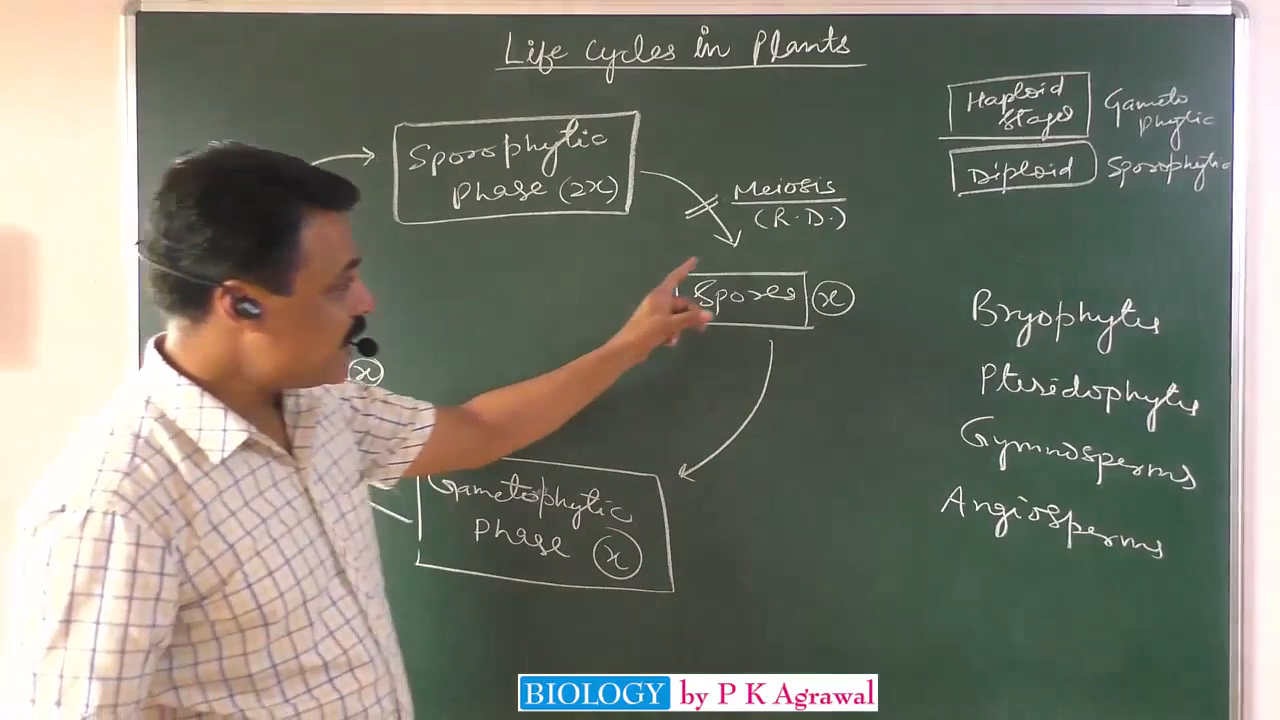 Life Cycles in Plants
Sporophytic
Phase (2x)
Meiosis
(R.D.)
Spores x
x
Gametophytic
Phase x
Haploid
Stages
Gameto
phytic
Diploid
Sporophytic
Bryophytes
Pteridophytes
Gymnosperms
Angiosperms
BIOLOGY by P K Agrawal